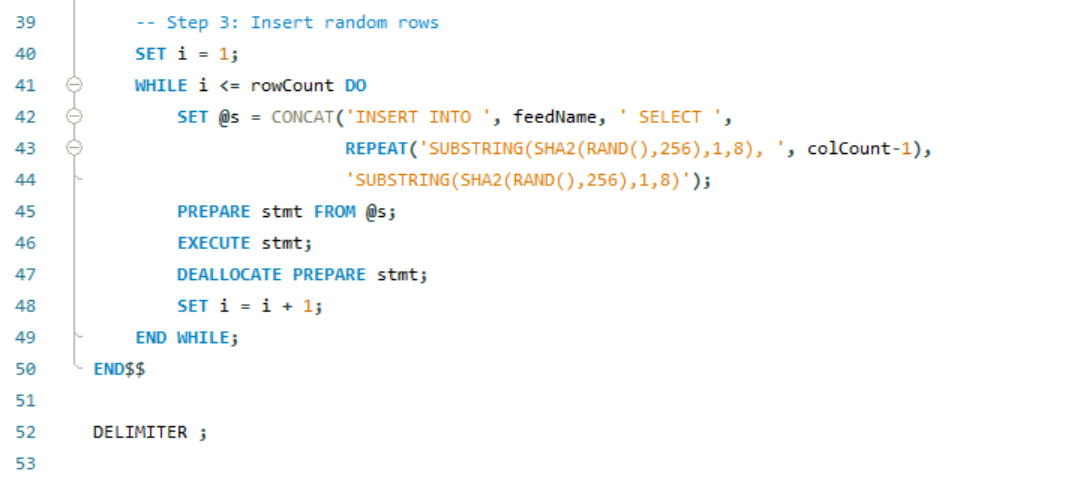 39 -- Step 3: Insert random rows
40 SET i = 1;
41 WHILE i <= rowCount DO
42 SET @s = CONCAT('INSERT INTO ', feedName, ' SELECT ',
43 REPEAT('SUBSTRING(SHA2(RAND(),256),1,8), ', colCount-1),
44 'SUBSTRING(SHA2(RAND(),256),1,8)');
45 PREPARE stmt FROM @s;
46 EXECUTE stmt;
47 DEALLOCATE PREPARE stmt;
48 SET i = i + 1;
49 END WHILE;
50 END$$
51
52 DELIMITER ;
53